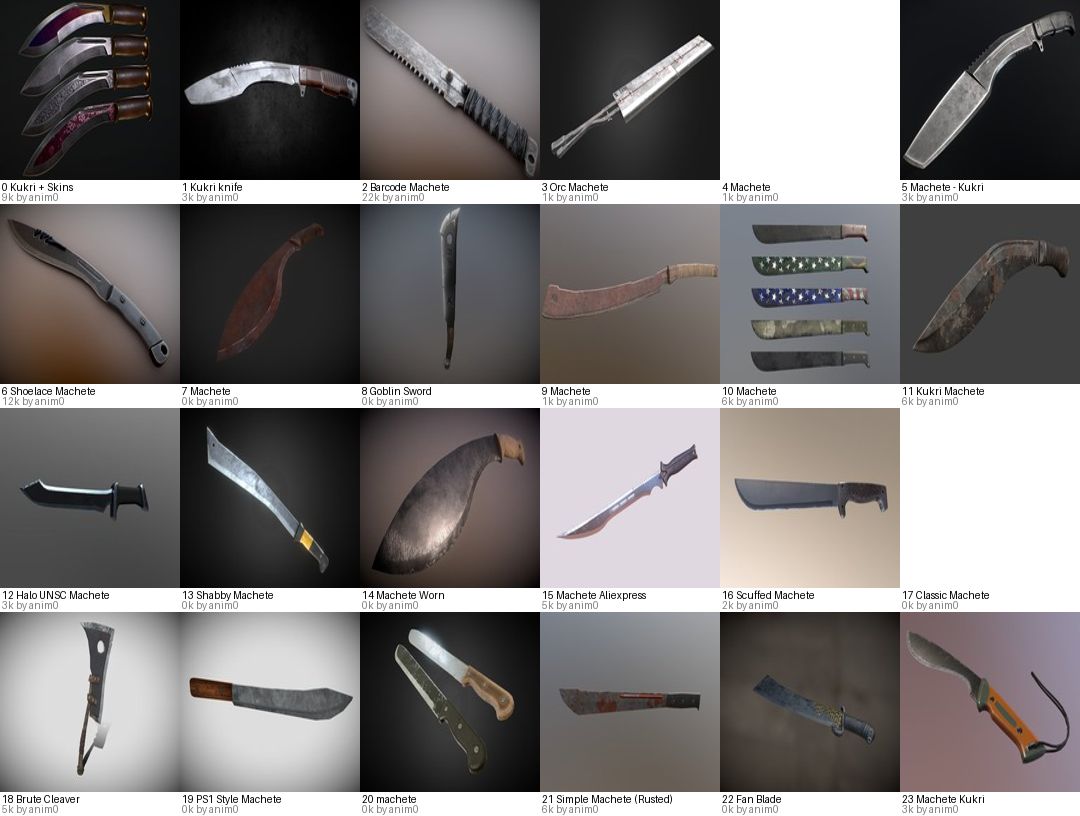 0 Kukri + Skins
9k by anim0
1 Kukri knife
3k by anim0
2 Barcode Machete
22k by anim0
3 Orc Machete
1k by anim0
4 Machete
1k by anim0
5 Machete - Kukri
3k by anim0
6 Shoelace Machete
12k by anim0
7 Machete
0k by anim0
8 Goblin Sword
0k by anim0
9 Machete
1k by anim0
10 Machete
6k by anim0
11 Kukri Machete
6k by anim0
12 Halo UNSC Machete
3k by anim0
13 Shabby Machete
0k by anim0
14 Machete Worn
0k by anim0
15 Machete Aliexpress
5k by anim0
16 Scuffed Machete
2k by anim0
17 Classic Machete
0k by anim0
18 Brute Cleaver
5k by anim0
19 PS1 Style Machete
0k by anim0
20 machete
0k by anim0
21 Simple Machete (Rusted)
6k by anim0
22 Fan Blade
0k by anim0
23 Machete Kukri
3k by anim0